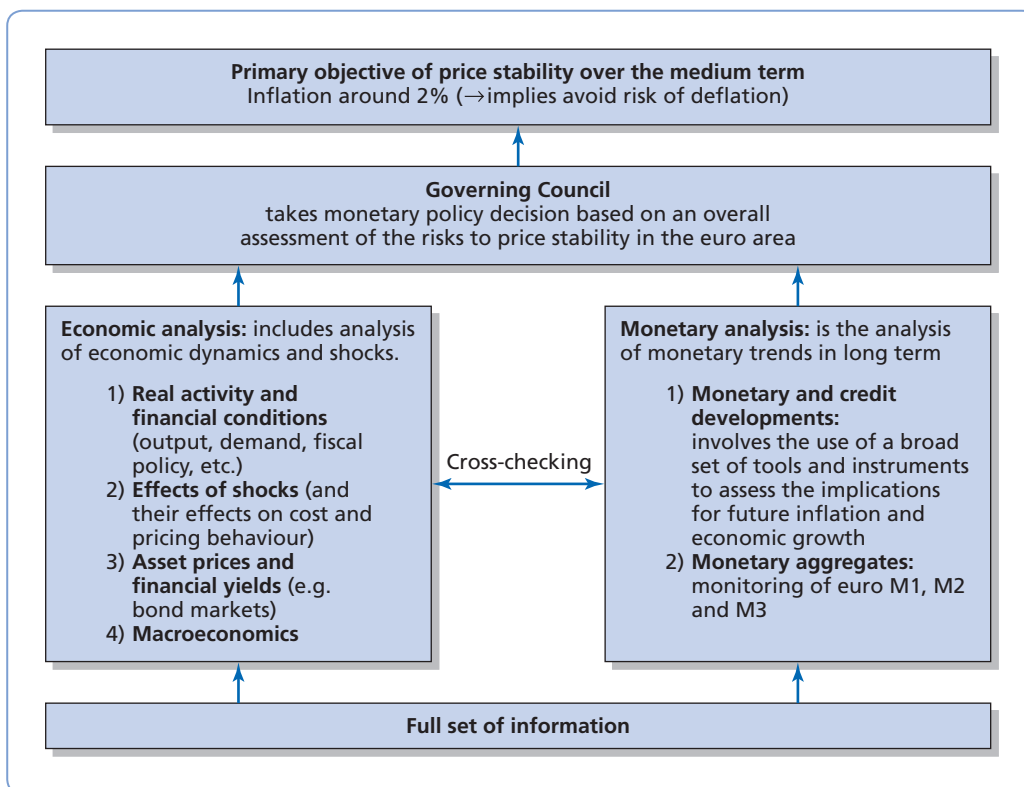 Primary objective of price stability over the medium term
Inflation around 2% (→implies avoid risk of deflation)
Governing Council
takes monetary policy decision based on an overall
assessment of the risks to price stability in the euro area
Economic analysis: includes analysis
of economic dynamics and shocks.
1) Real activity and
financial conditions
(output, demand, fiscal
policy, etc.)
2) Effects of shocks (and
their effects on cost and
pricing behaviour)
3) Asset prices and
financial yields (e.g.
bond markets)
4) Macroeconomics
Cross-checking
Monetary analysis: is the analysis
of monetary trends in long term
1) Monetary and credit
developments:
involves the use of a broad
set of tools and instruments
to assess the implications
for future inflation and
economic growth
2) Monetary aggregates:
monitoring of euro M1, M2
and M3
Full set of information